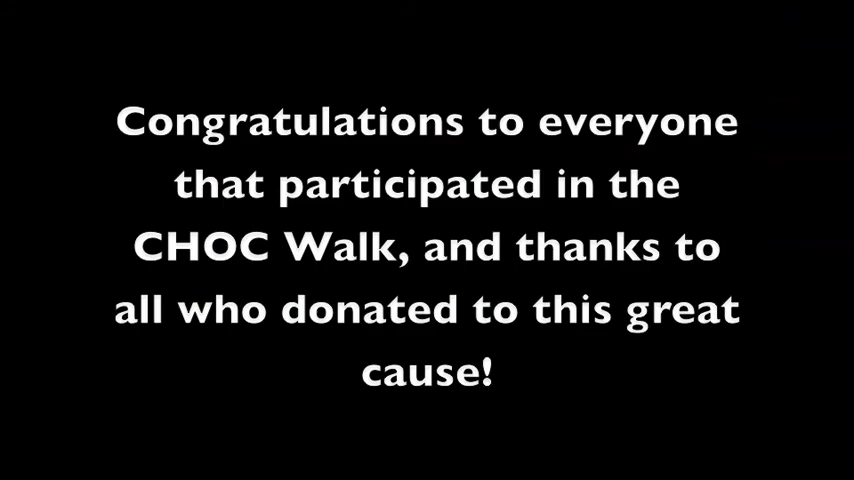 Congratulations to everyone
that participated in the
CHOC Walk, and thanks to
all who donated to this great
cause!